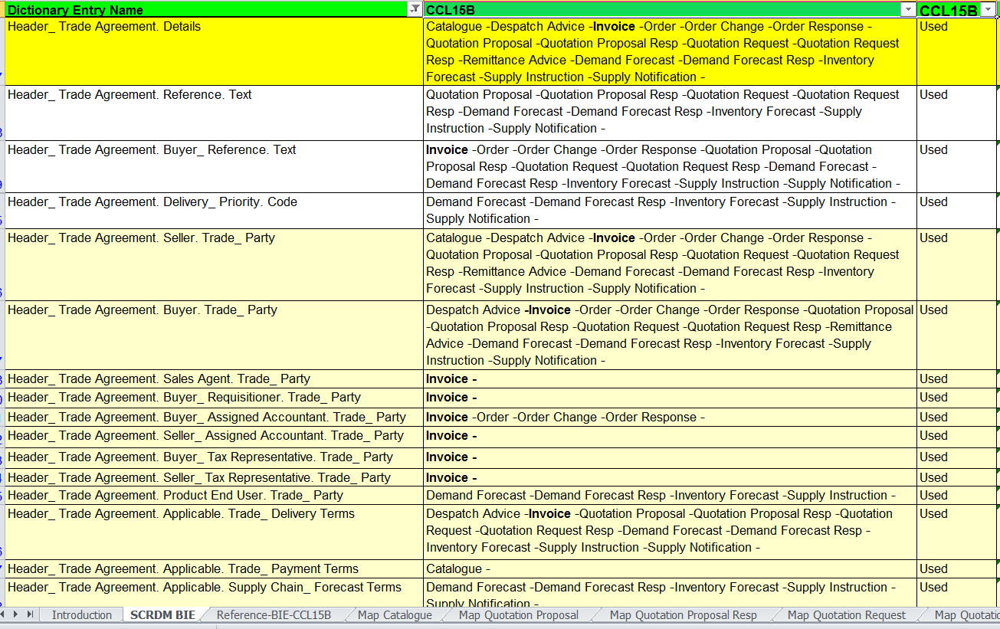 Dictionary Entry Name CCL15B CCL15B
Header_ Trade Agreement. Details Catalogue -Despatch Advice -Invoice -Order -Order Change -Order Response - Used
Quotation Proposal -Quotation Proposal Resp -Quotation Request -Quotation Request
Resp -Remittance Advice -Demand Forecast -Demand Forecast Resp -Inventory
Forecast -Supply Instruction -Supply Notification -
Header_ Trade Agreement. Reference. Text Quotation Proposal -Quotation Proposal Resp -Quotation Request -Quotation Request Used
Resp -Demand Forecast -Demand Forecast Resp -Inventory Forecast -Supply
Instruction -Supply Notification -
Header_ Trade Agreement. Buyer_ Reference. Text Invoice -Order -Order Change -Order Response -Quotation Proposal -Quotation Used
Proposal Resp -Quotation Request -Quotation Request Resp -Demand Forecast -
Demand Forecast Resp -Inventory Forecast -Supply Instruction -Supply Notification -
Header_ Trade Agreement. Delivery_ Priority. Code Demand Forecast -Demand Forecast Resp -Inventory Forecast -Supply Instruction - Used
Supply Notification -
Header_ Trade Agreement. Seller. Trade_ Party Catalogue -Despatch Advice -Invoice -Order -Order Change -Order Response - Used
Quotation Proposal -Quotation Proposal Resp -Quotation Request -Quotation Request
Resp -Remittance Advice -Demand Forecast -Demand Forecast Resp -Inventory
Forecast -Supply Instruction -Supply Notification -
Header_ Trade Agreement. Buyer. Trade_ Party Despatch Advice -Invoice -Order -Order Change -Order Response -Quotation Proposal Used
-Quotation Proposal Resp -Quotation Request -Quotation Request Resp -Remittance
Advice -Demand Forecast -Demand Forecast Resp -Inventory Forecast -Supply
Instruction -Supply Notification -
Header_ Trade Agreement. Sales Agent. Trade_ Party Invoice - Used
Header_ Trade Agreement. Buyer_ Requisitioner. Trade_ Party Invoice - Used
Header_ Trade Agreement. Buyer_ Assigned Accountant. Trade_ Party Invoice -Order -Order Change -Order Response - Used
Header_ Trade Agreement. Seller_ Assigned Accountant. Trade_ Party Invoice - Used
Header_ Trade Agreement. Buyer_ Tax Representative. Trade_ Party Invoice - Used
Header_ Trade Agreement. Seller_ Tax Representative. Trade_ Party Invoice - Used
Header_ Trade Agreement. Product End User. Trade_ Party Demand Forecast -Demand Forecast Resp -Inventory Forecast -Supply Instruction - Used
Header_ Trade Agreement. Applicable. Trade_ Delivery Terms Despatch Advice -Invoice -Quotation Proposal -Quotation Proposal Resp -Quotation Used
Request -Quotation Request Resp -Demand Forecast -Demand Forecast Resp -
Inventory Forecast -Supply Instruction -Supply Notification -
Header_ Trade Agreement. Applicable. Trade_ Payment Terms Catalogue - Used
Header_ Trade Agreement. Applicable. Supply Chain_ Forecast Terms Demand Forecast -Demand Forecast Resp -Inventory Forecast -Supply Instruction - Used
Supply Notification -
Introduction SCRDM BIE Reference-BIE-CCL15B Map Catalogue Map Quotation Proposal Map Quotation Proposal Resp Map Quotation Request Map